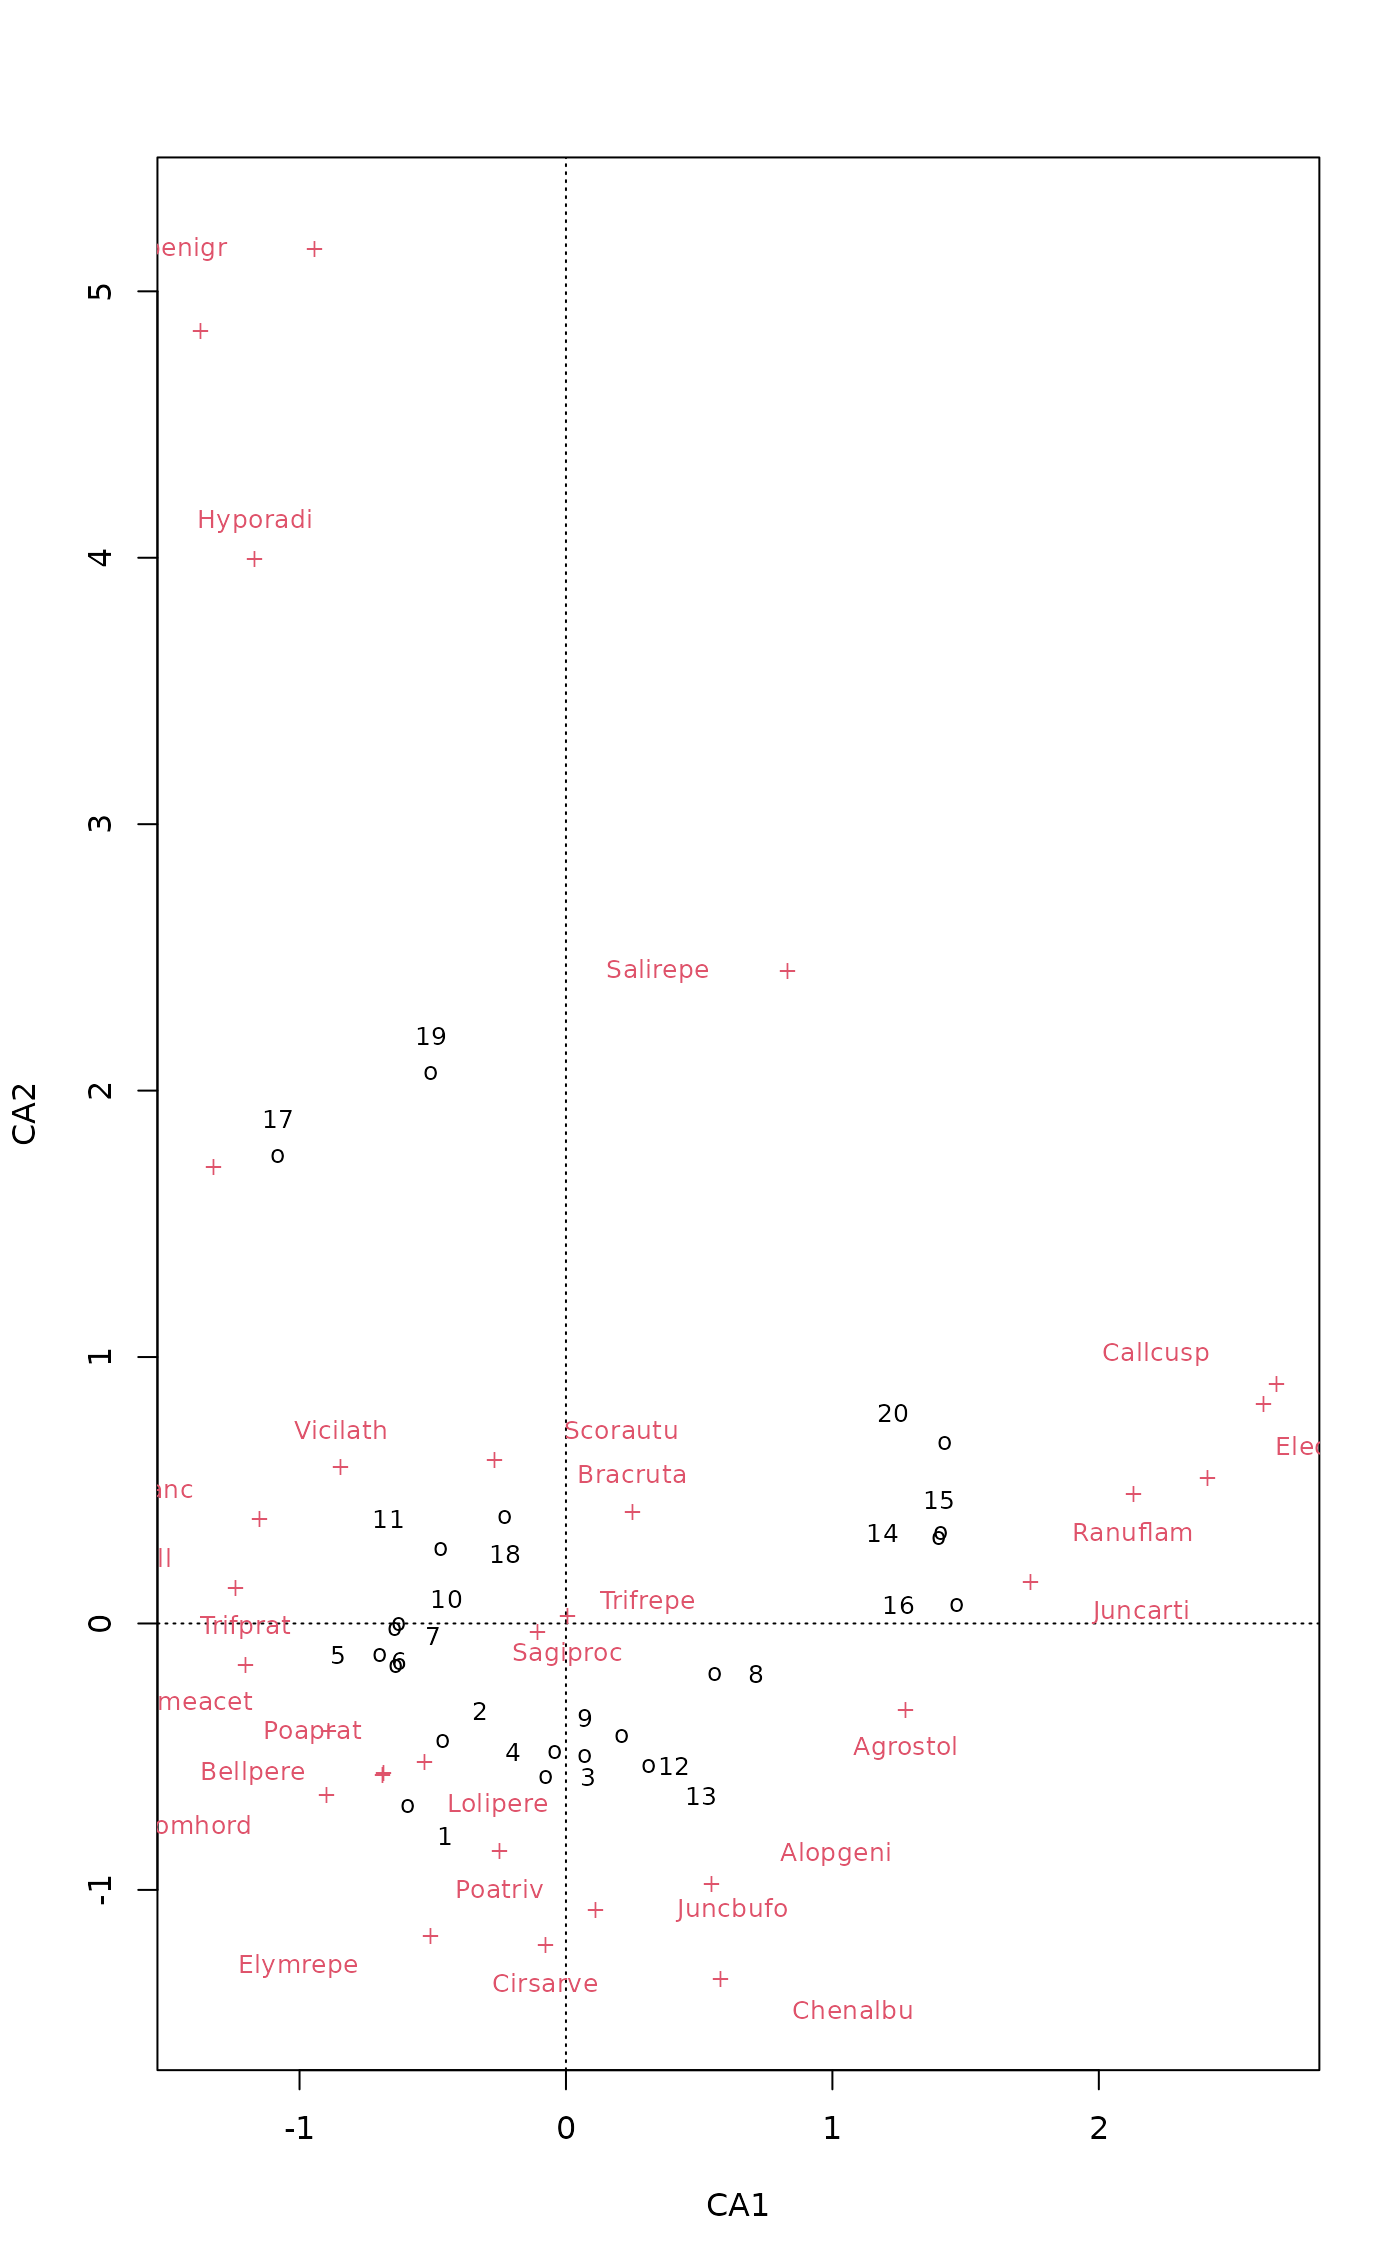 enigr
5
Hyporadi
4
3
Salirepe
19
2
CA2
17
1
Callcusp
20
Vicilath
Scorautu
Elec
Bracruta
anc
15
11
14
Ranuflam
18
ll
10
Trifrepe
16
Juncarti
0
Trifprat
7
Sagiproc
5
6
8
meacet
2
9
Poaprat
Agrostol
4
12
Bellpere
3
13
Lolipere
omhord
1
Alopgeni
-1
Poatriv
Juncbufo
Elymrepe
Cirsarve
Chenalbu
-1 0 1 2
CA1